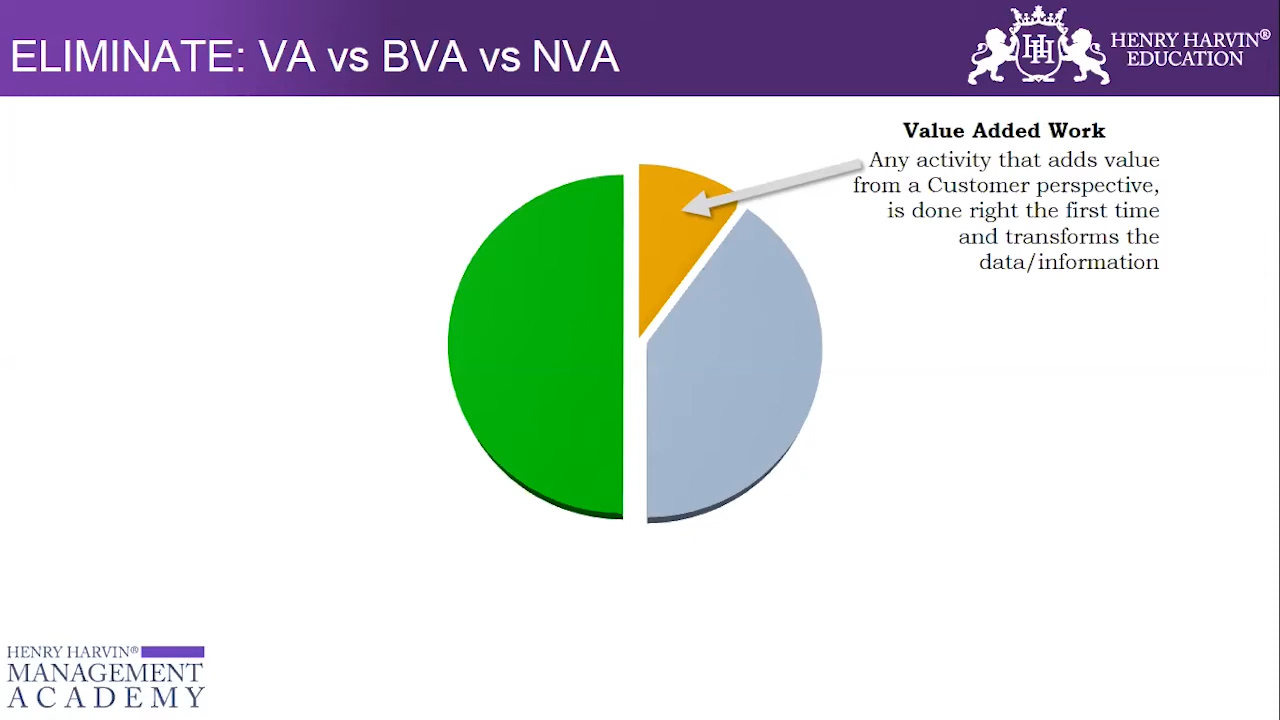 ELIMINATE: VA vs BVA vs NVA
HH
HENRY HARVIN®
EDUCATION
Value Added Work
Any activity that adds value
from a Customer perspective,
is done right the first time
and transforms the
data/information
HENRY HARVIN®
MANAGEMENT
ACADEMY